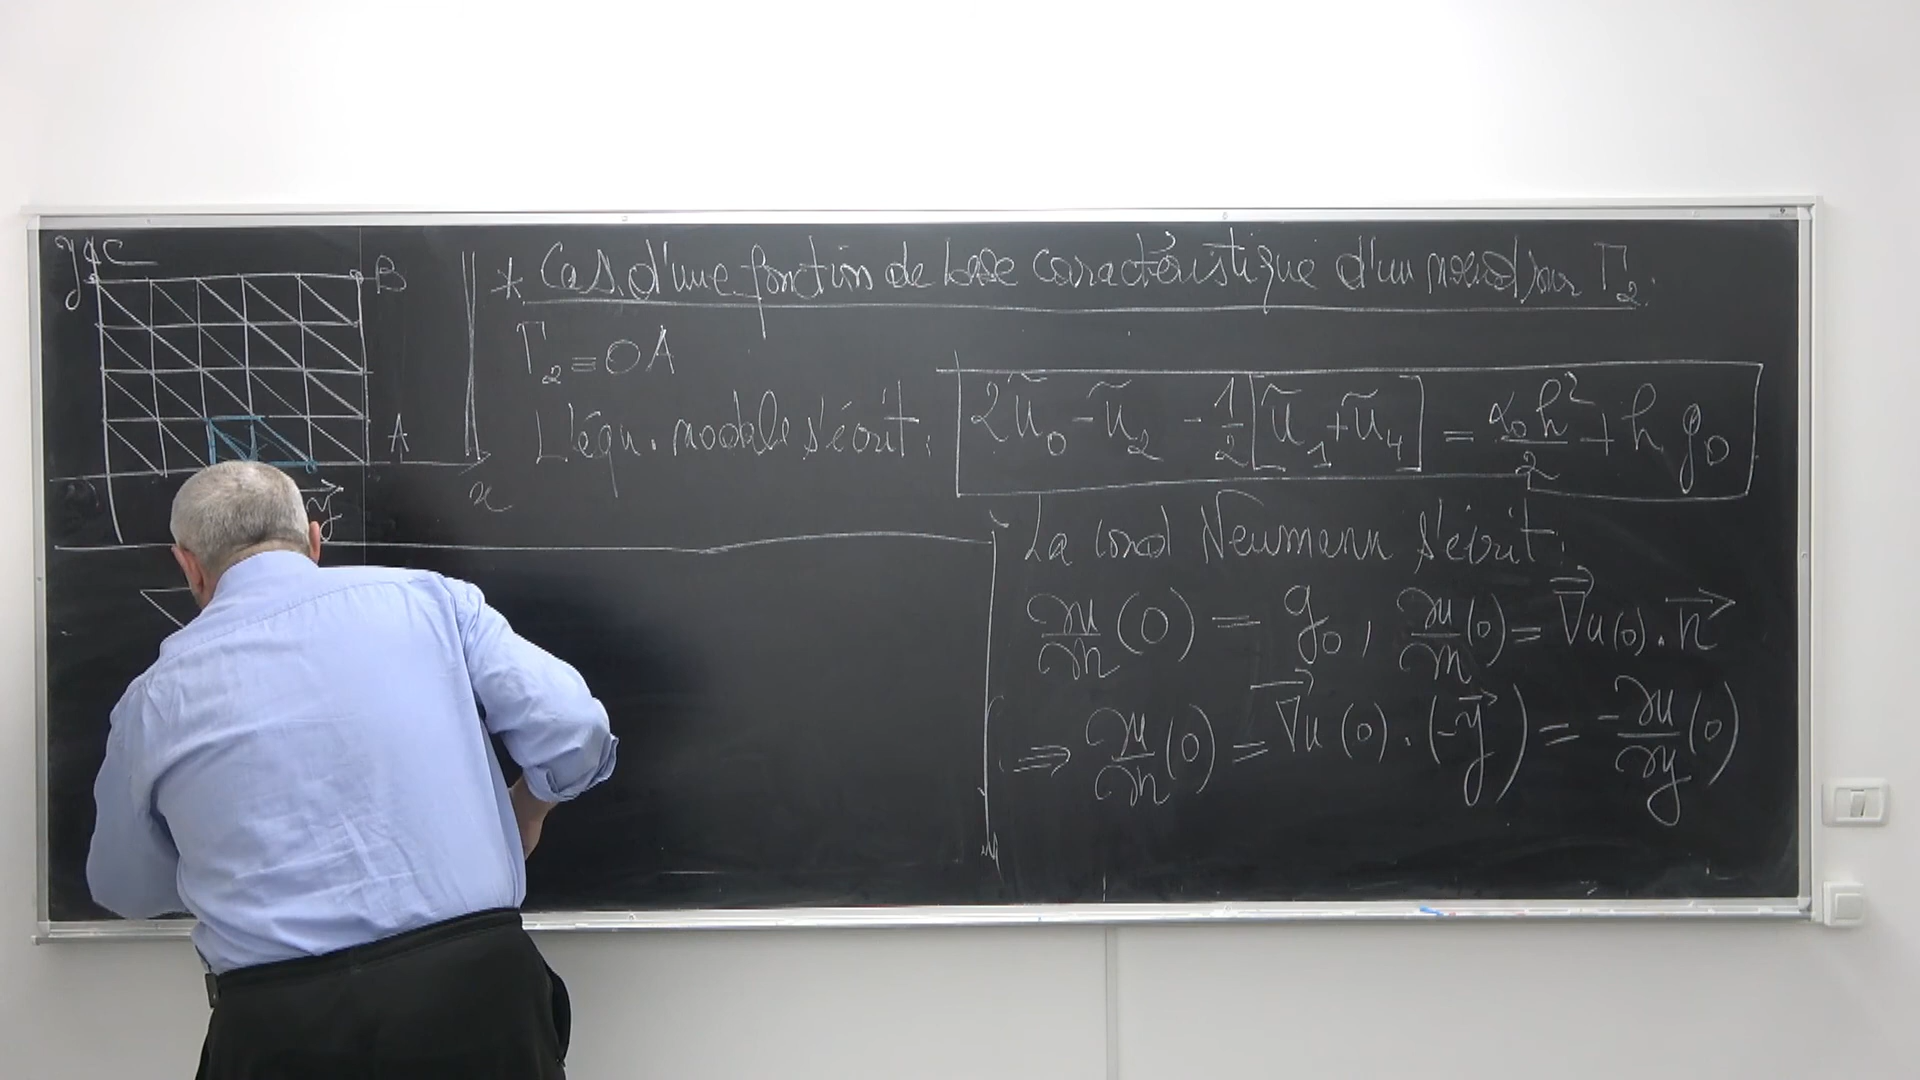 y C
B
A
x
y⃗
* Cas d'une fonction de base caractéristique d'un noeud sur Γ₂.
Γ₂ = OA
L'équ. nodale s'écrit : 2ũ₀ - ũ₂ - 1/2 [ũ₁ + ũ₄] = α₀h²/2 + h g₀
La cond Neumann s'écrit :
∂u/∂n (0) = g₀, ∂u/∂n (0) = ∇⃗u(0) · n⃗
⇒ ∂u/∂n (0) = ∇⃗u (0) · (-y⃗) = -∂u/∂y (0)